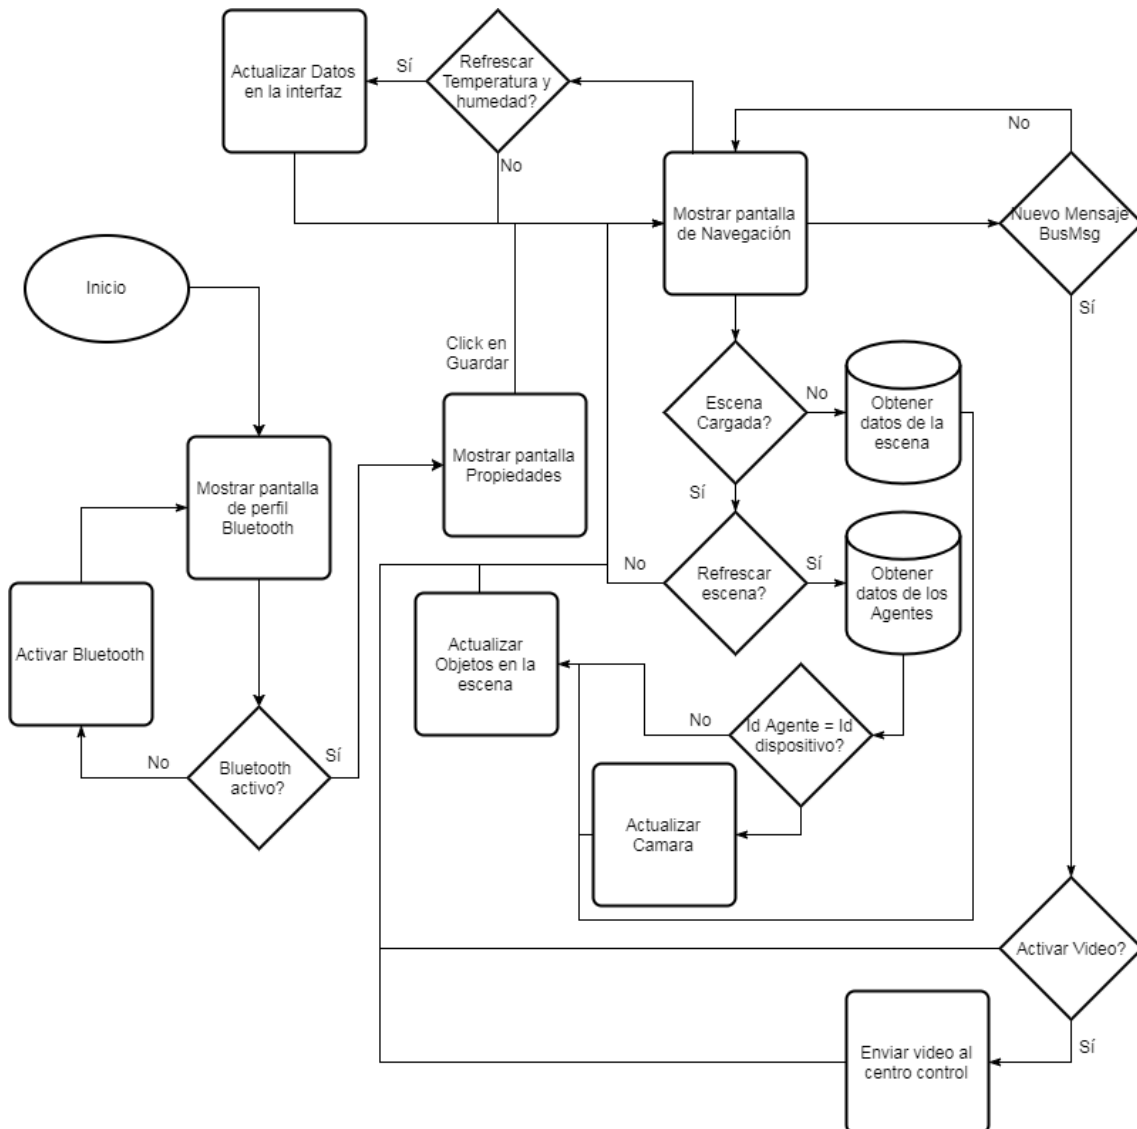 Actualizar Datos
en la interfaz
Sí
Refrescar
Temperatura y
humedad?
No
No
Mostrar pantalla
de Navegación
Nuevo Mensaje
BusMsg
Sí
Inicio
Click en
Guardar
Escena
Cargada?
No
Obtener
datos de la
escena
Mostrar pantalla
Propiedades
Mostrar pantalla
de perfil
Bluetooth
Sí
No
Refrescar
escena?
Sí
Obtener
datos de los
Agentes
Activar Bluetooth
Actualizar
Objetos en la
escena
No
Id Agente = Id
dispositivo?
No
Bluetooth
activo?
Sí
Actualizar
Camara
Activar Video?
Sí
Enviar video al
centro control